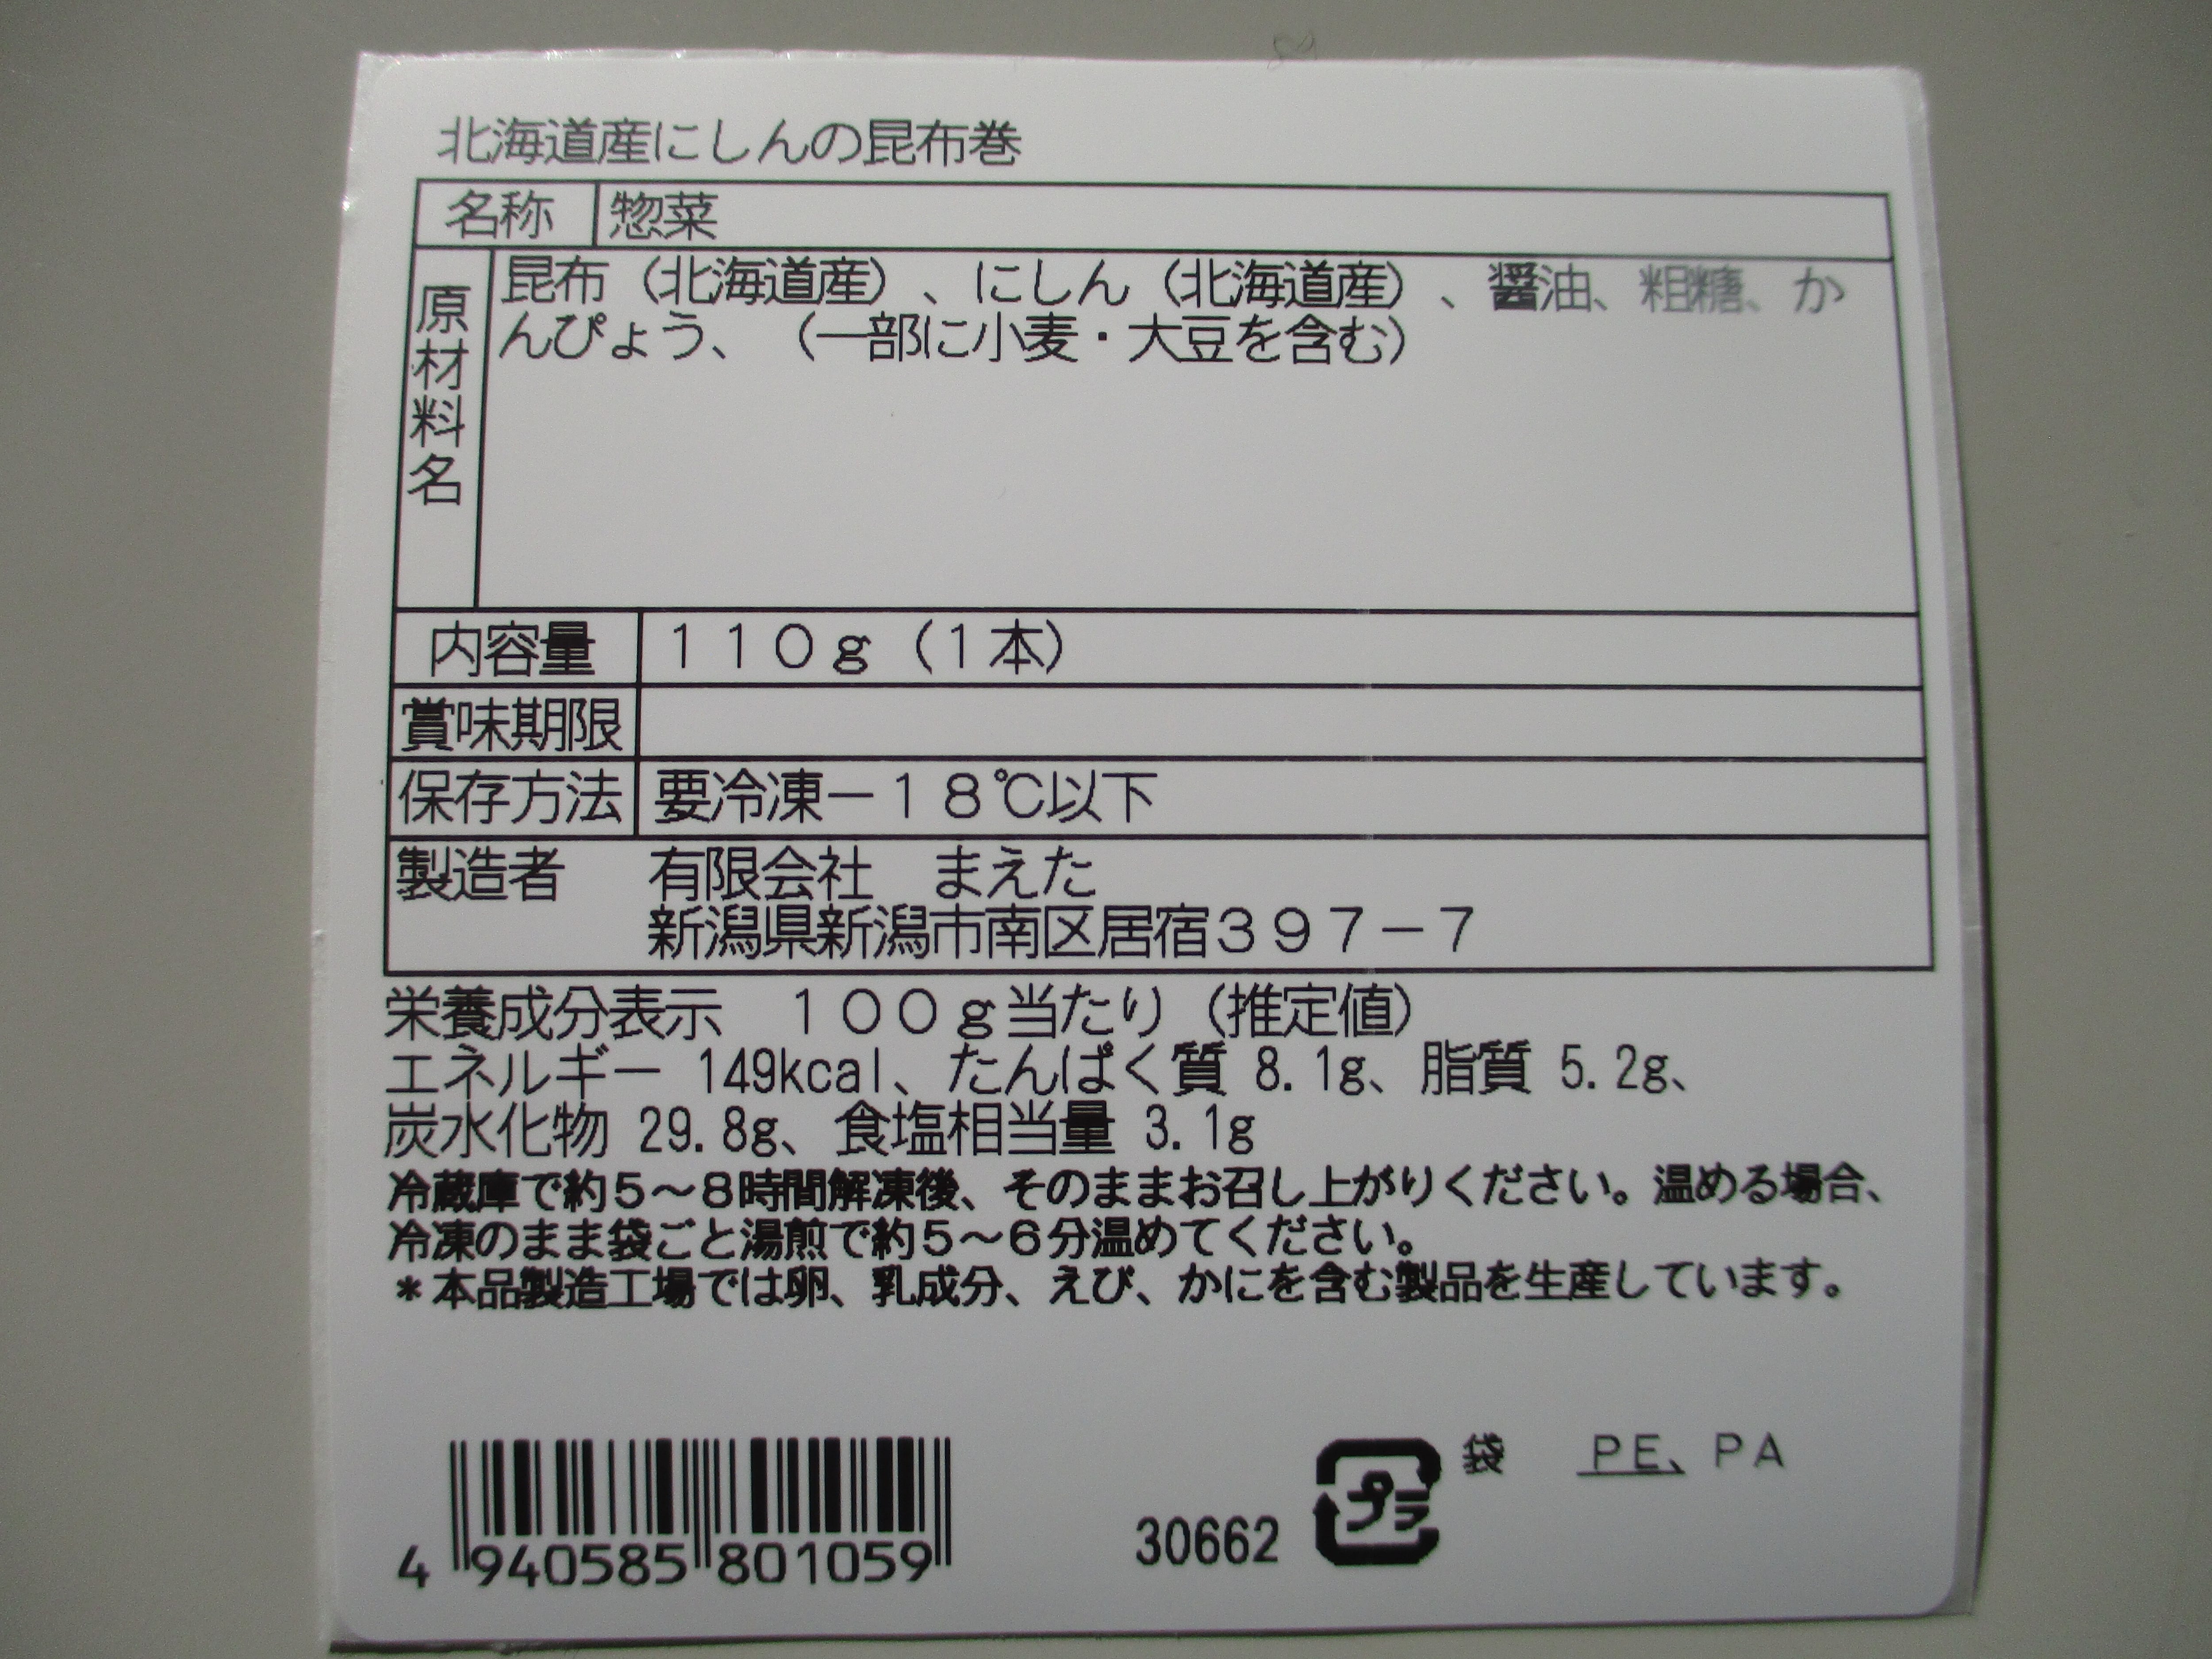 北海道産にしんの昆布巻
名称 惣菜
原材料名 昆布（北海道産）、にしん（北海道産）、醤油、粗糖、か
んぴょう、（一部に小麦・大豆を含む）
内容量 １１０ｇ（１本）
賞味期限
保存方法 要冷凍－１８℃以下
製造者 有限会社　まえた
新潟県新潟市南区居宿３９７－７
栄養成分表示　１００ｇ当たり（推定値）
エネルギー 149kcal、たんぱく質 8.1g、脂質 5.2g、
炭水化物 29.8g、食塩相当量 3.1g
冷蔵庫で約５～８時間解凍後、そのままお召し上がりください。温める場合、
冷凍のまま袋ごと湯煎で約５～６分温めてください。
＊本品製造工場では卵、乳成分、えび、かにを含む製品を生産しています。
袋　ＰＥ、ＰＡ
プラ
30662
4 940585 801059